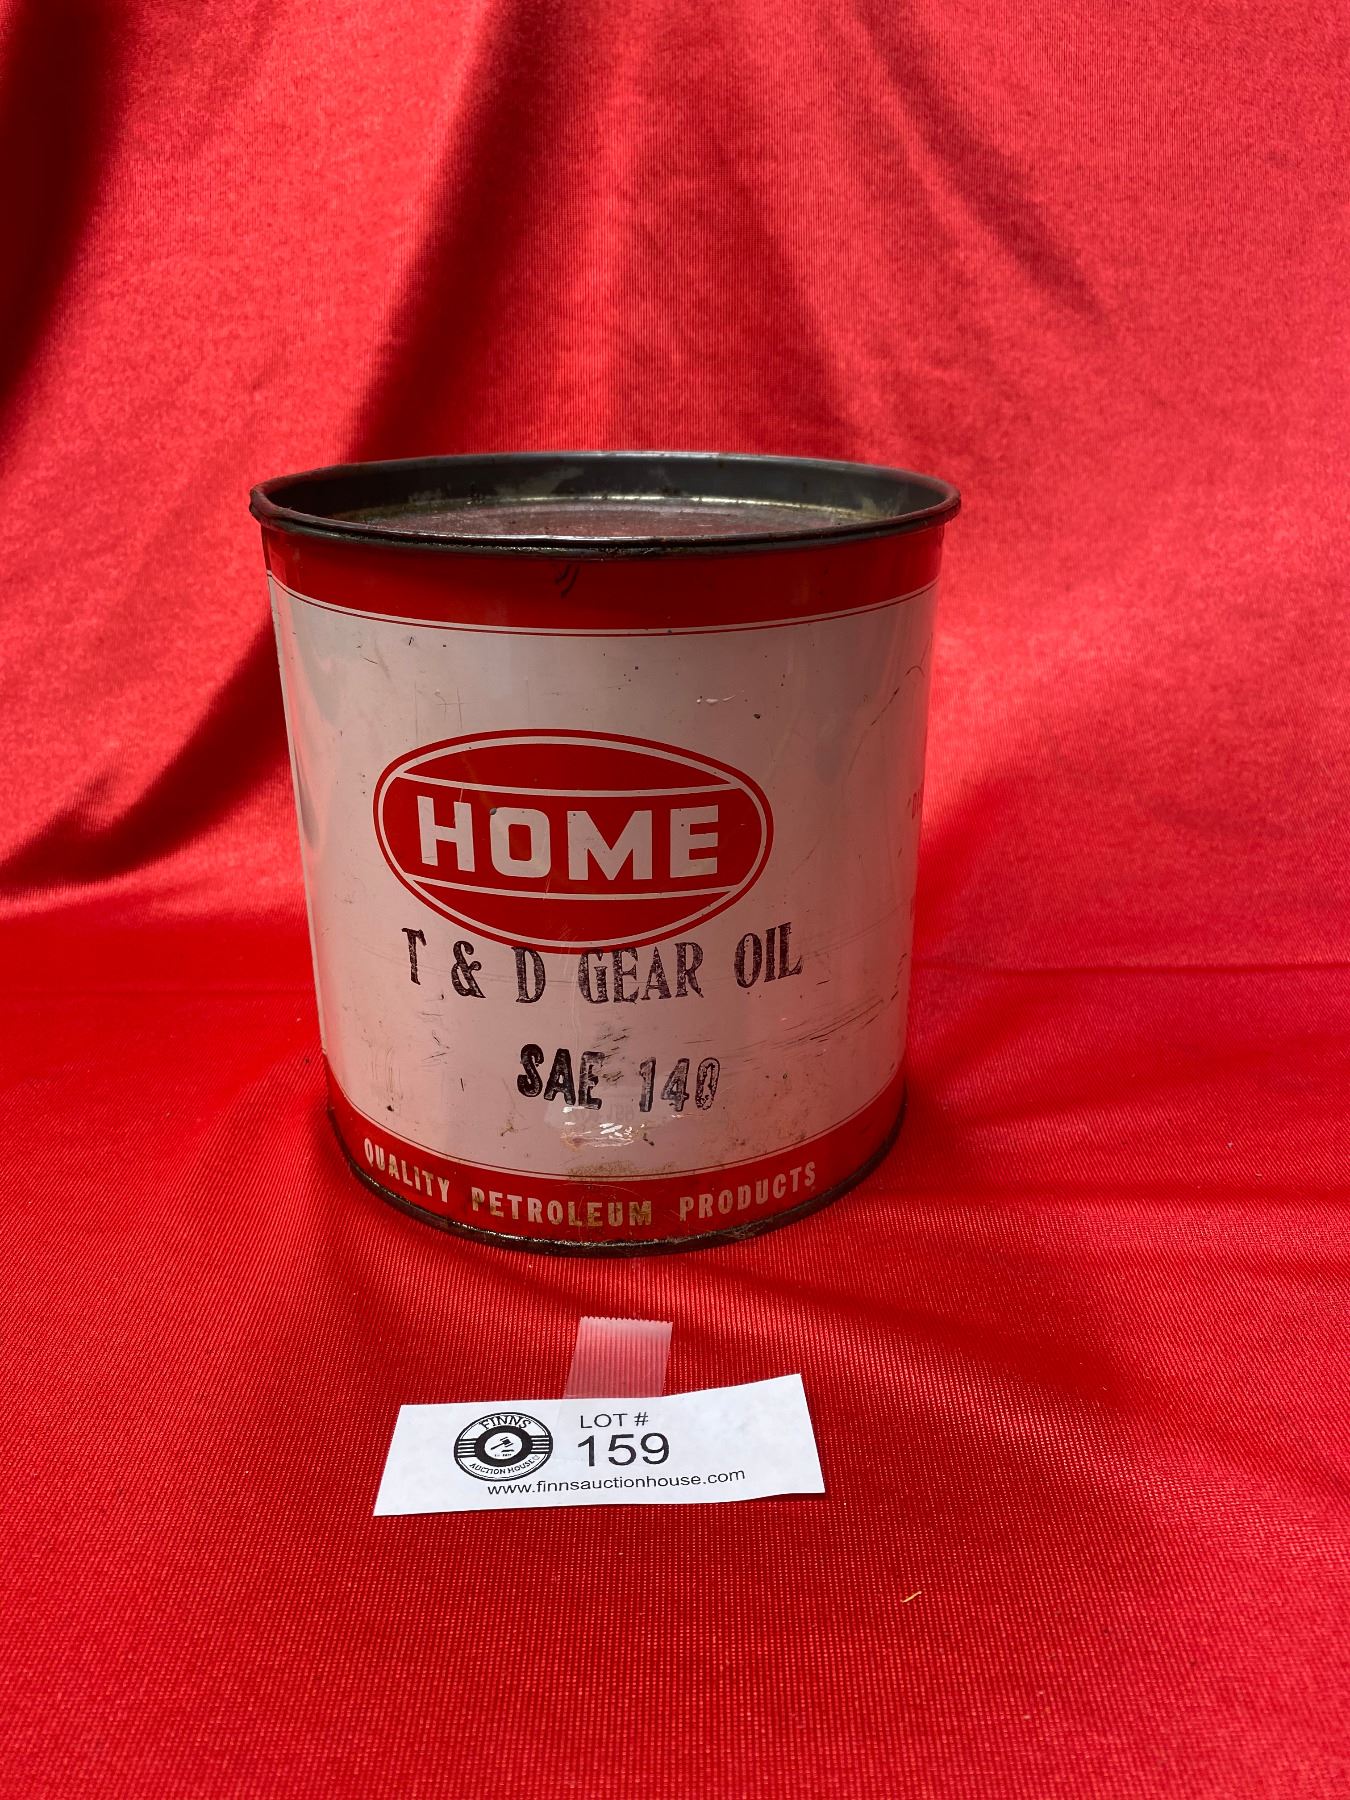 HOME
T & D GEAR OIL
SAE 140
QUALITY PETROLEUM PRODUCTS
FINNS
AUCTION HOUSE
LOT #
159
www.finnsauctionhouse.com